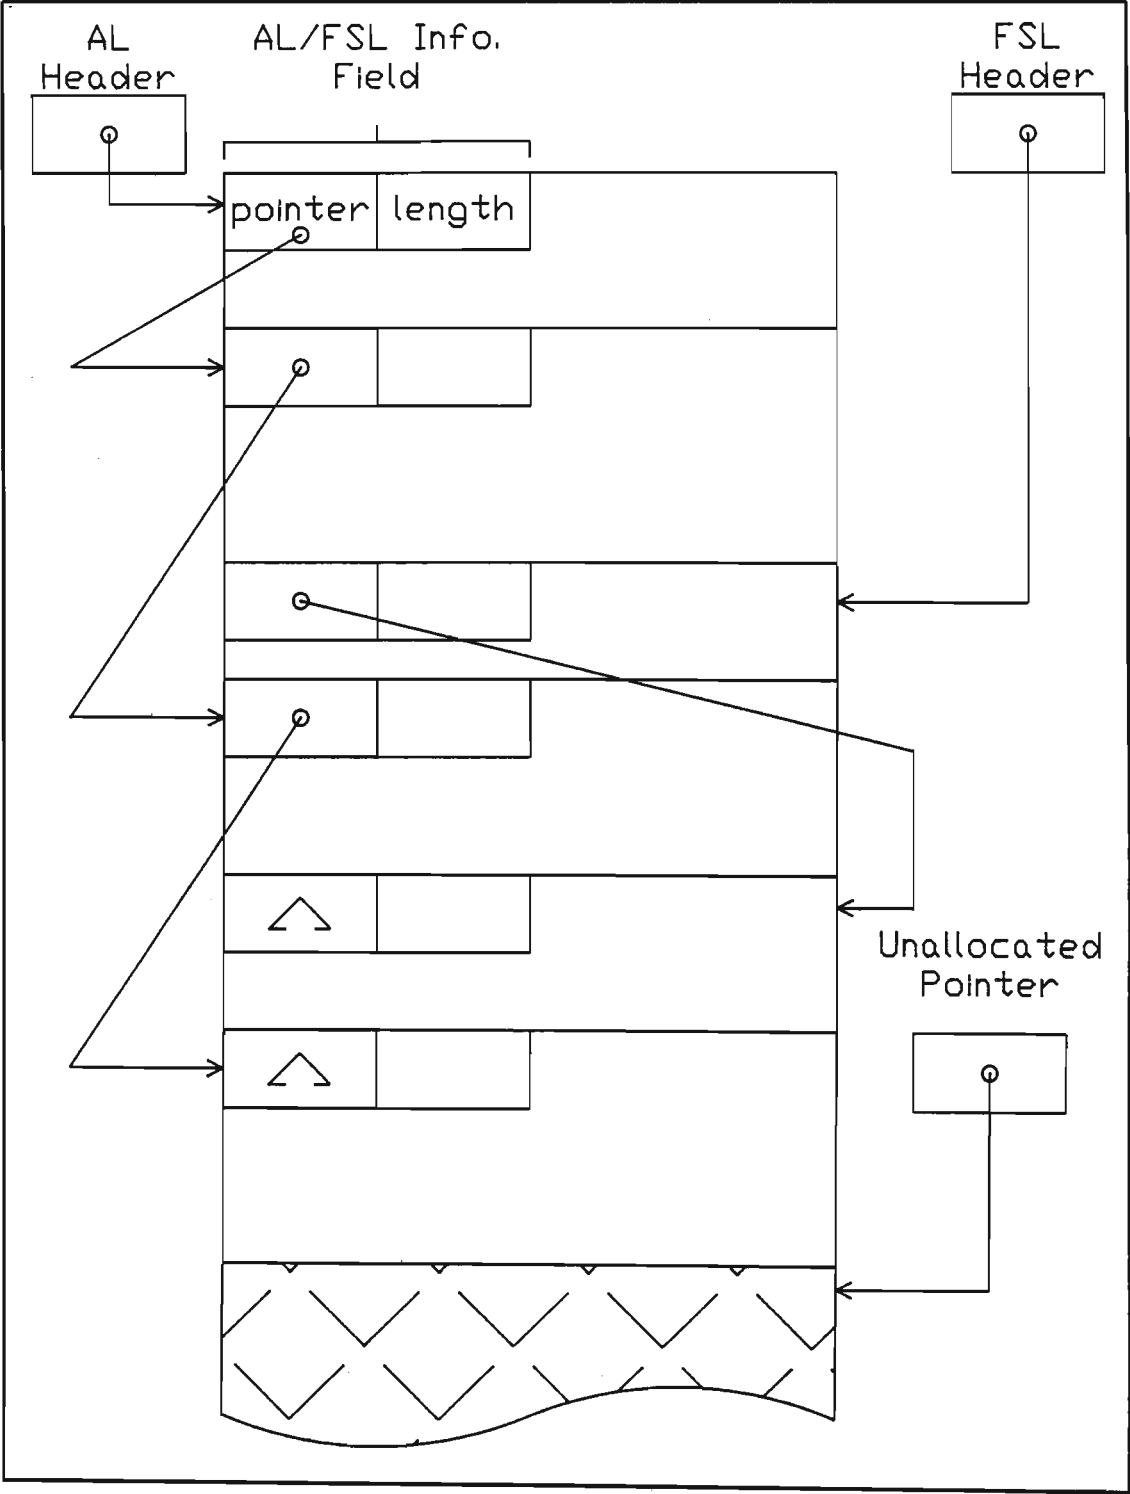 AL
Header
AL/FSL Info.
Field
FSL
Header
pointer
length
Unallocated
Pointer